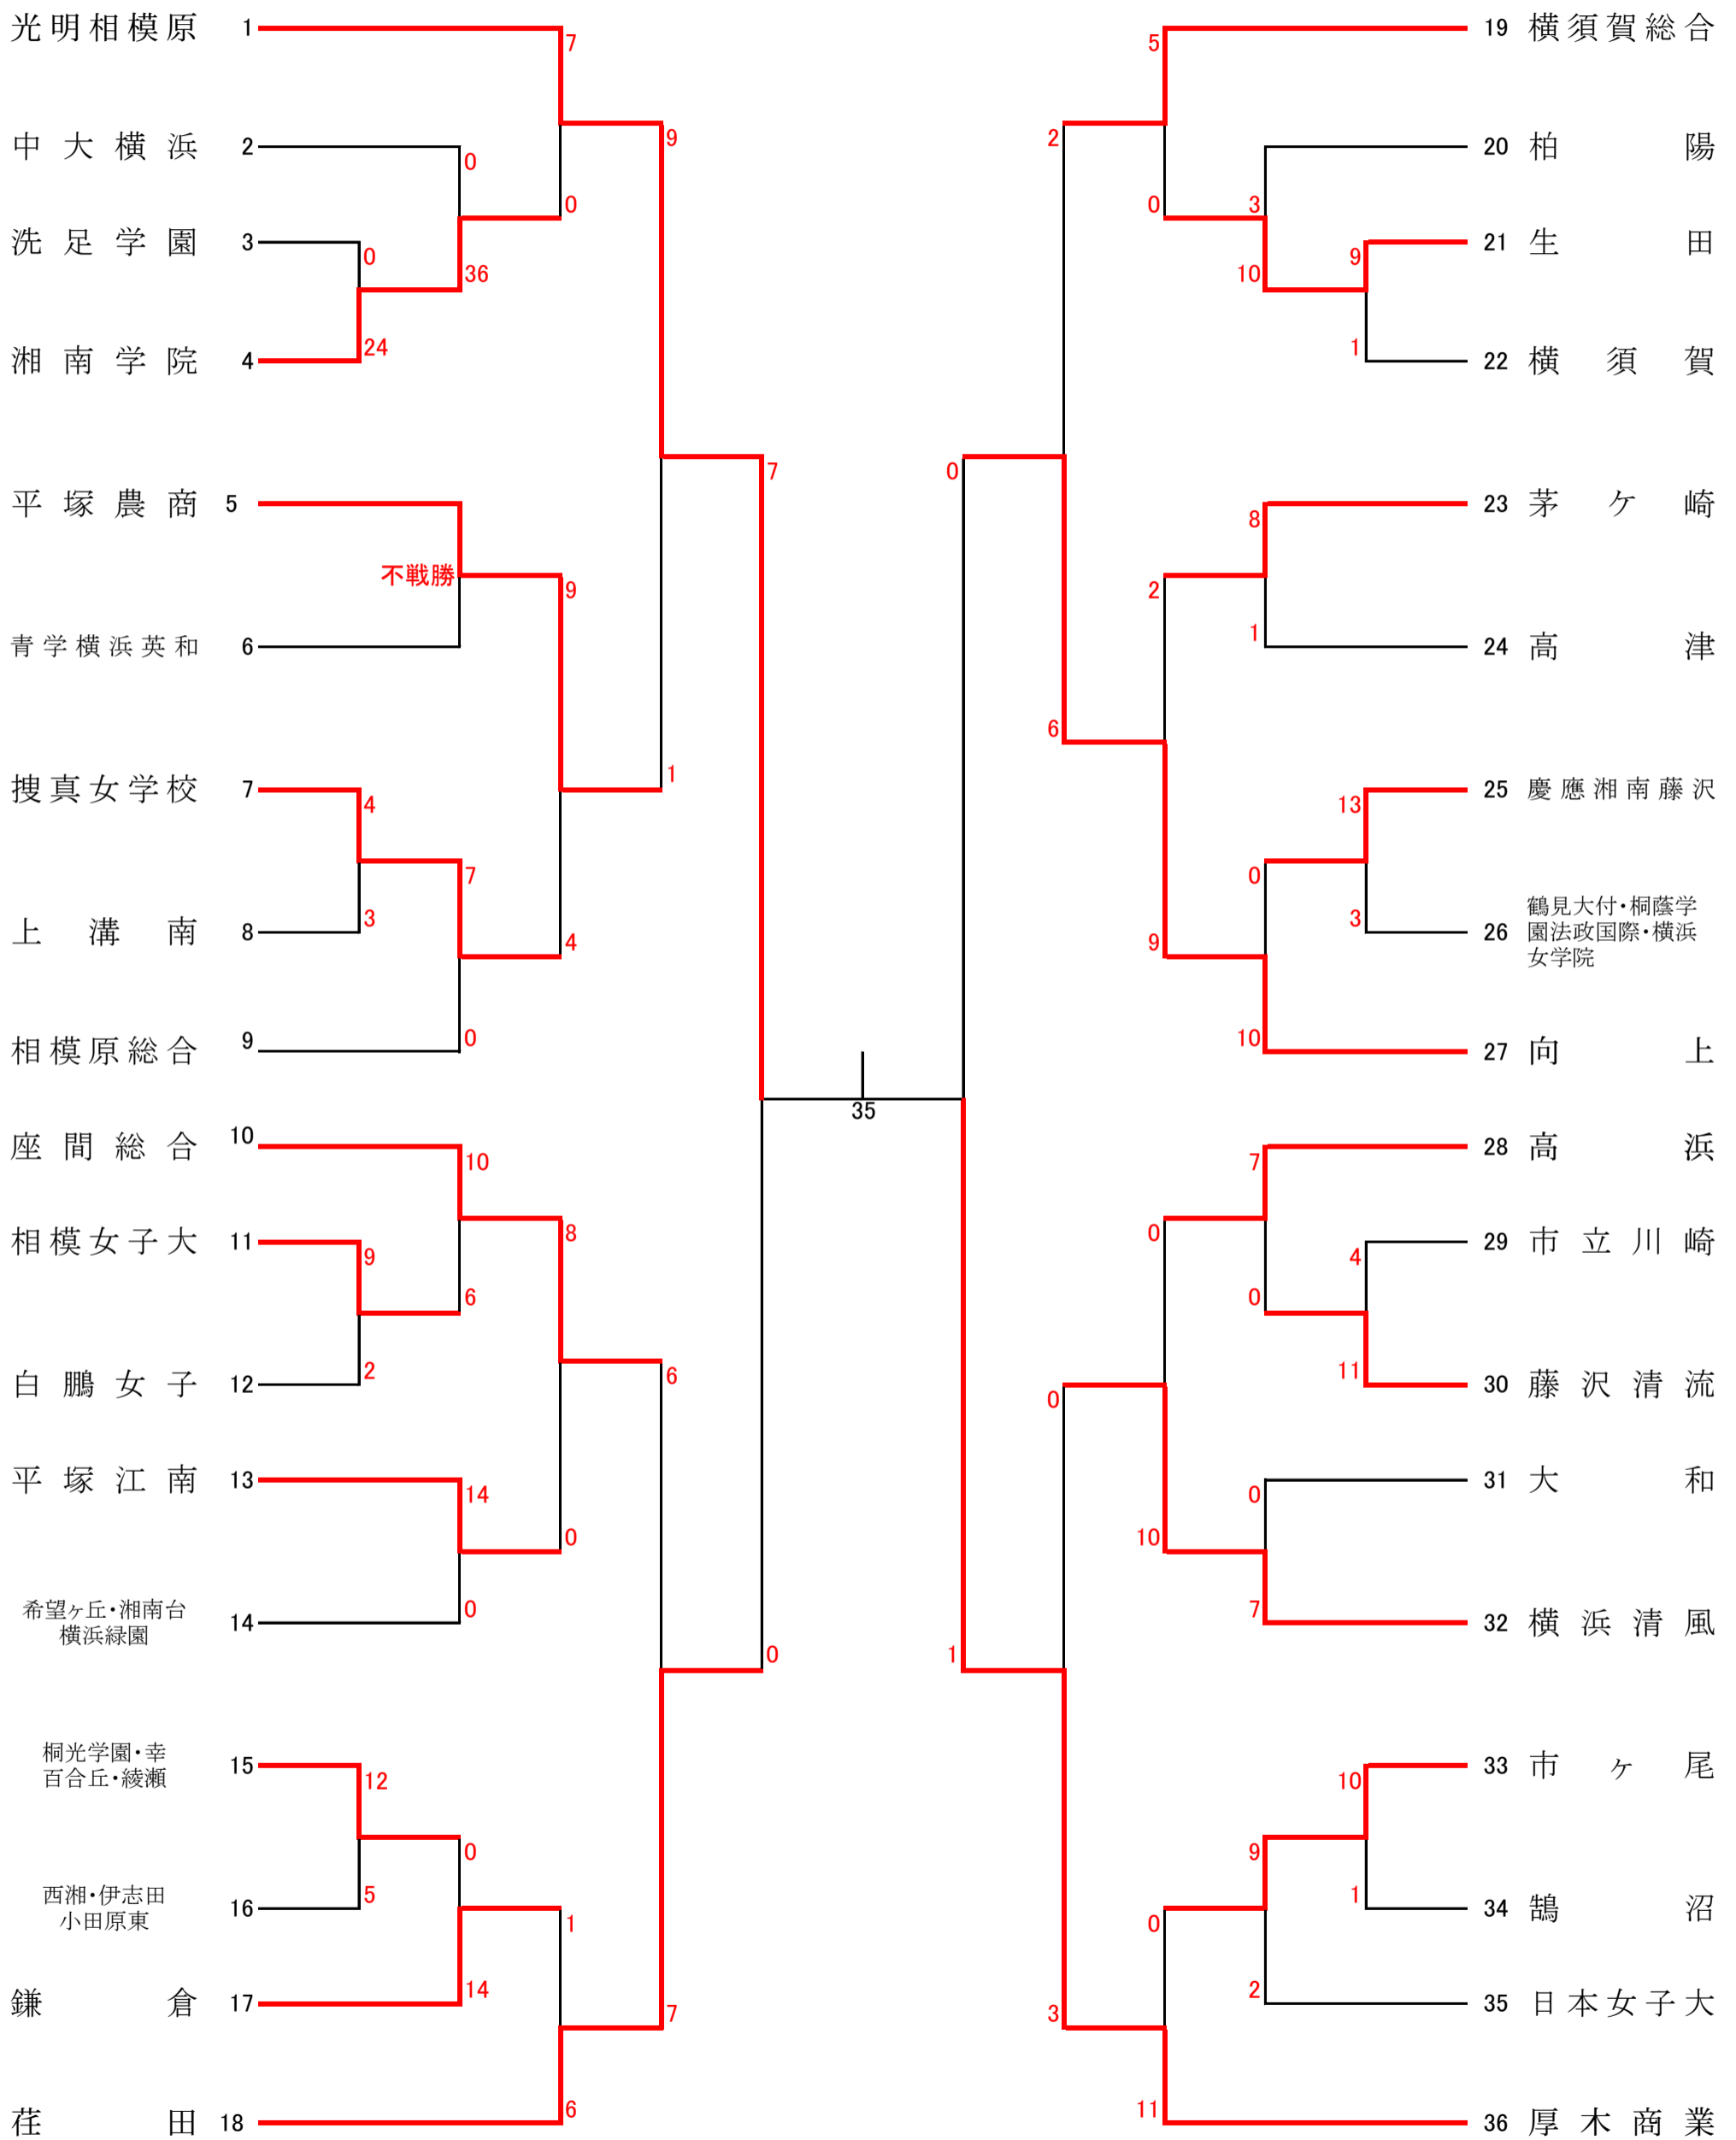 光明相模原 1
7
中大横浜 2
0
9
0
洗足学園 3
0
36
湘南学院 4
24
7
平塚農商 5
不戦勝
9
青学横浜英和 6
1
捜真女学校 7
4
7
上溝南 8
3
4
相模原総合 9
0
座間総合 10
10
相模女子大 11
9
8
6
白鵬女子 12
2
6
平塚江南 13
14
0
希望ヶ丘・湘南台
横浜緑園
14
0
0
桐光学園・幸
百合丘・綾瀬
15
12
0
西湘・伊志田
小田原東
16
5
1
鎌倉 17
14
7
荏田 18
6
35
5
19 横須賀総合
2
20 柏陽
0
3
9
21 生田
10
1
22 横須賀
0
8
23 茅ケ崎
2
1
24 高津
6
13
25 慶應湘南藤沢
0
3
26
鶴見大付・桐蔭学
園法政国際・横浜
女学院
9
10
27 向上
7
28 高浜
0
4
29 市立川崎
0
11
30 藤沢清流
0
0
31 大和
10
7
32 横浜清風
1
10
33 市ヶ尾
9
1
34 鵠沼
0
2
35 日本女子大
3
11
36 厚木商業